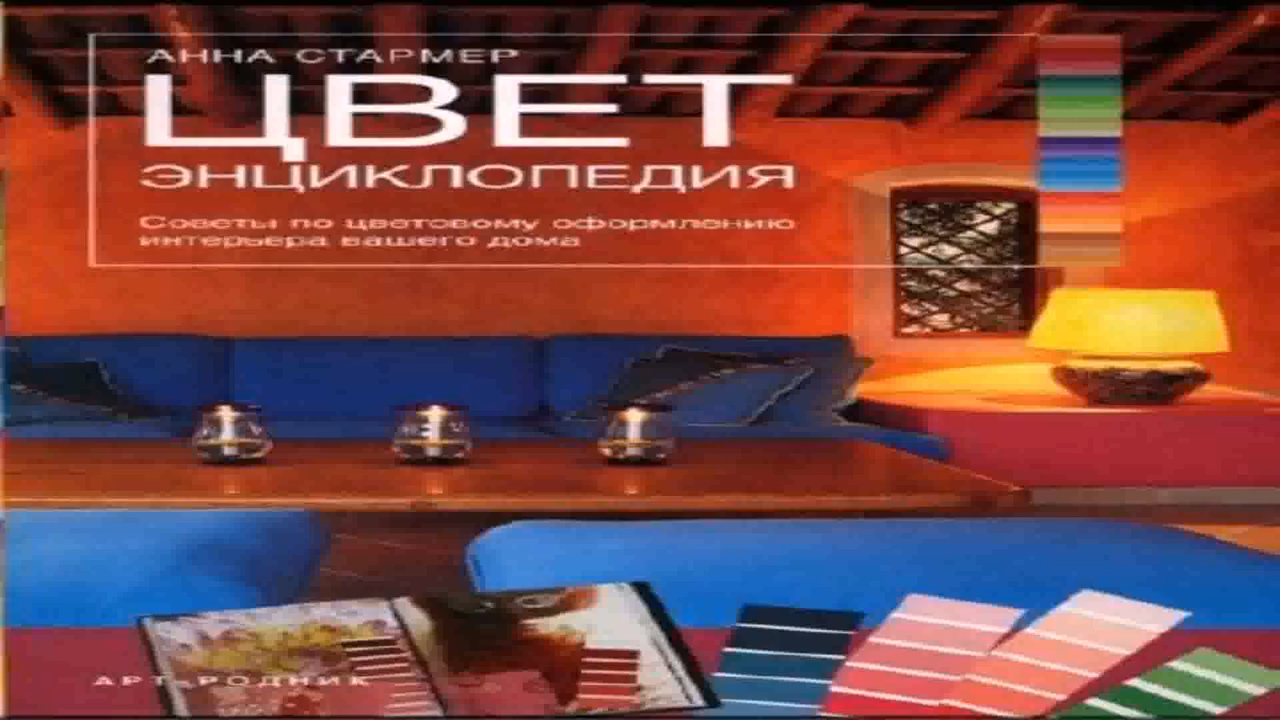 АННА СТАРМЕР
ЦВЕТ
ЭНЦИКЛОПЕДИЯ
Советы по цветовому оформлению
интерьера вашего дома
АРТ-РОДНИК